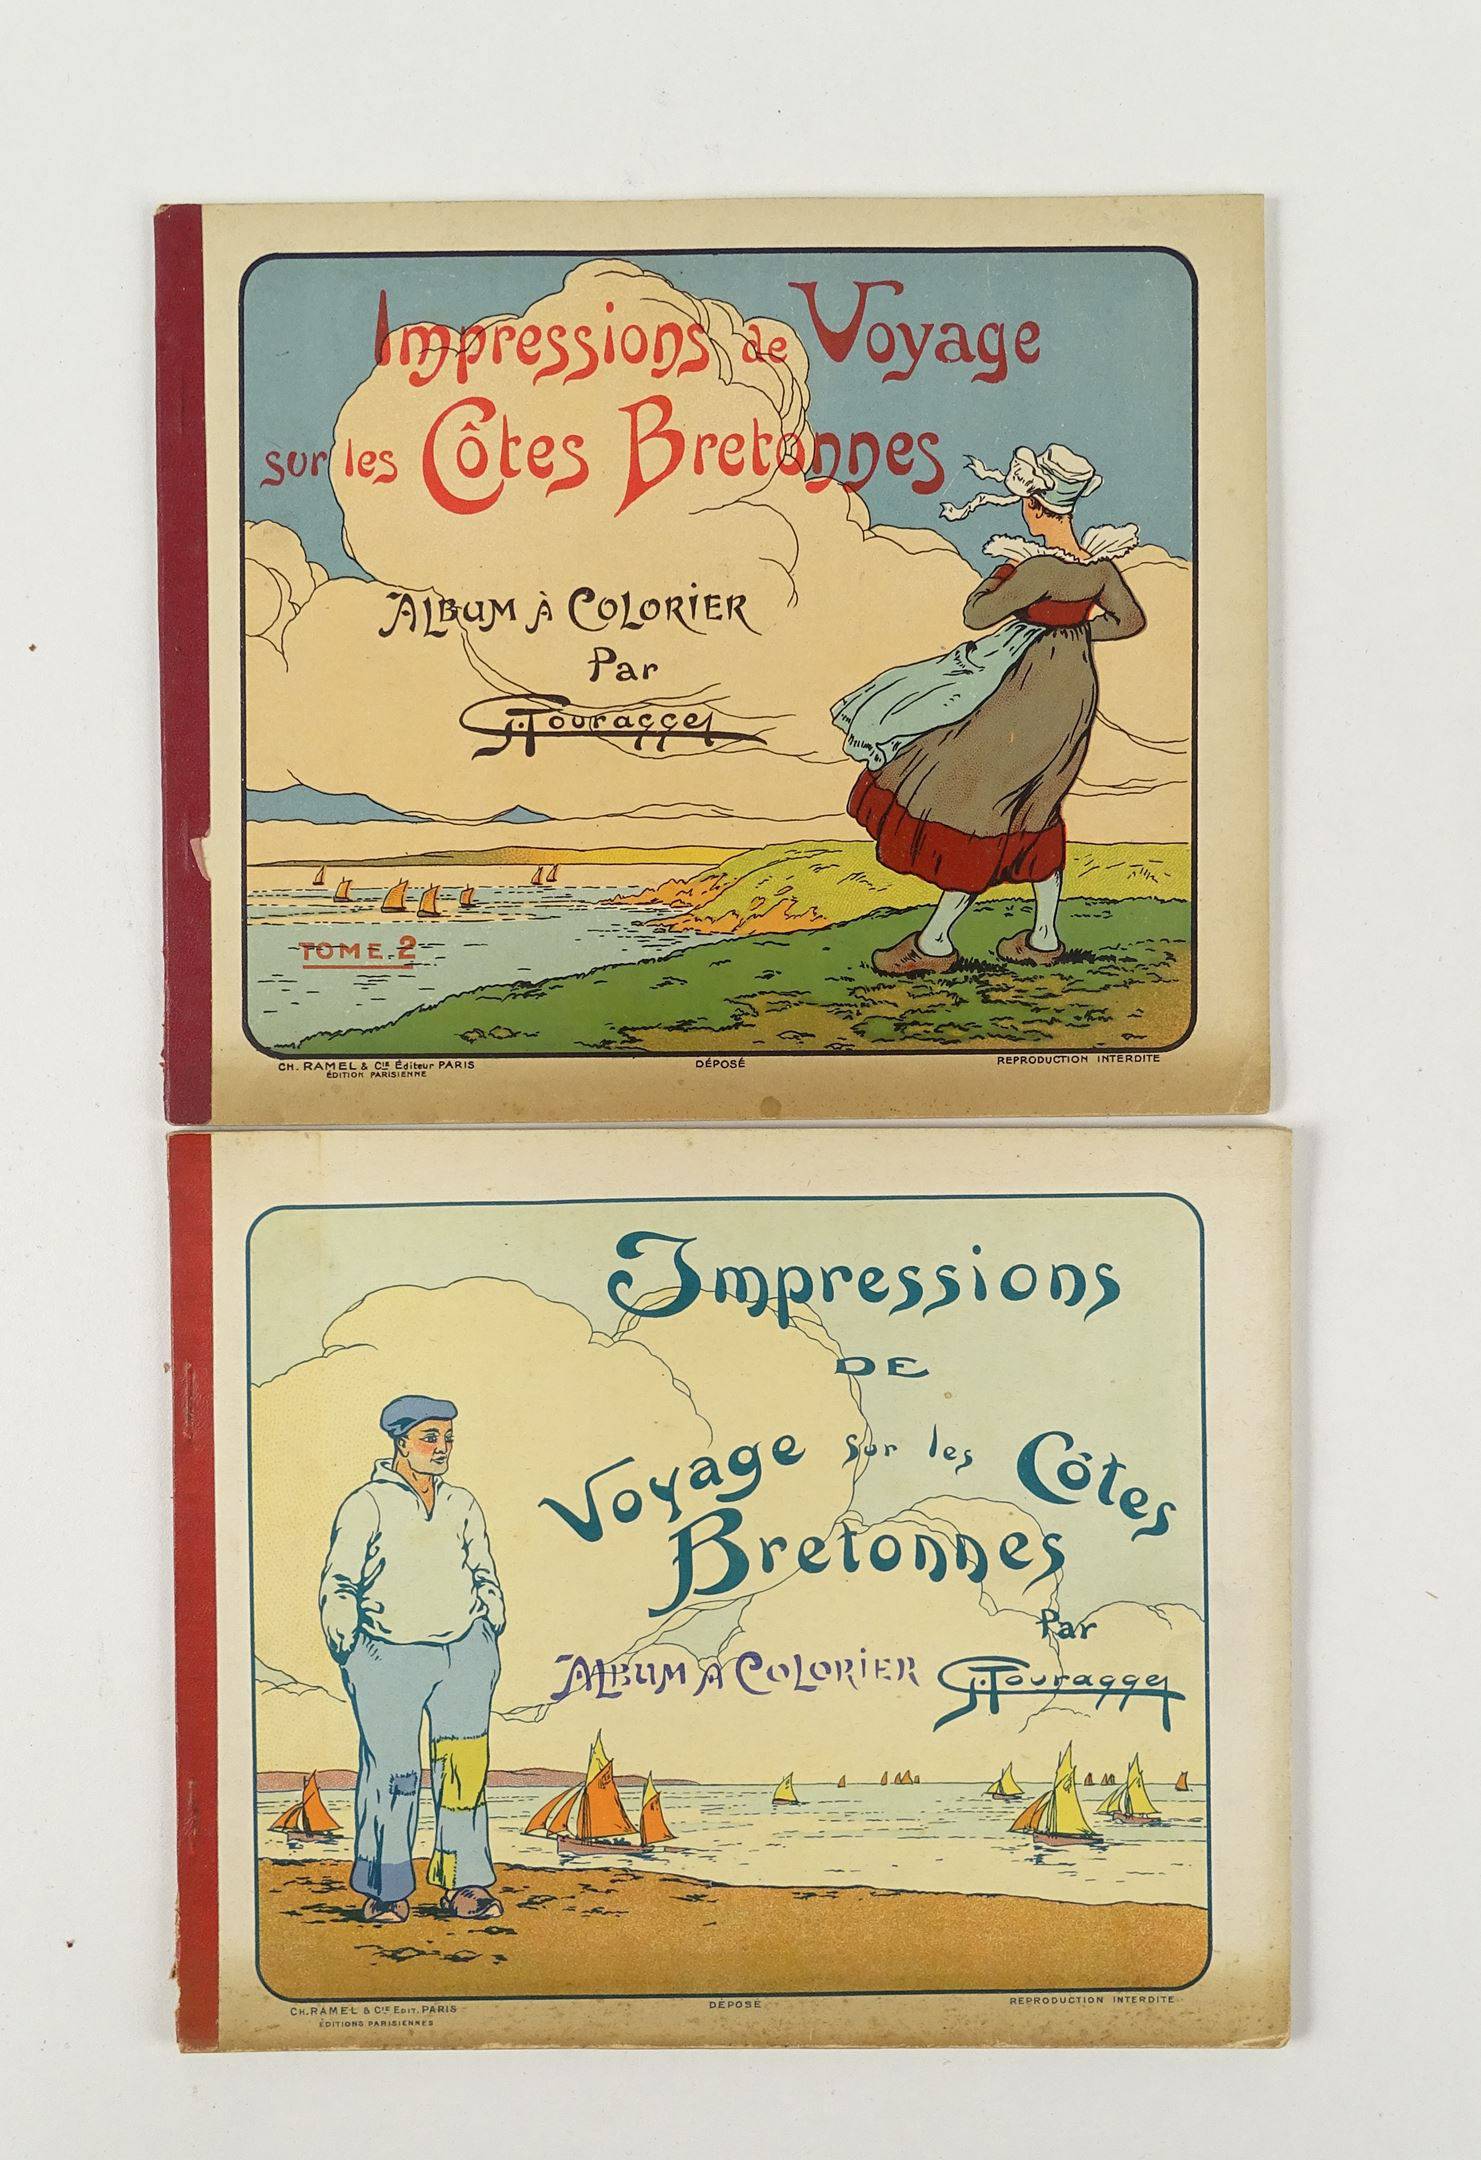 Impressions de Voyage
sur les Côtes Bretonnes
ALBUM À COLORIER
Par
G. Touragget
TOME. 2
CH. RAMEL & CIE Éditeur PARIS
ÉDITION PARISIENNE
DÉPOSÉ
REPRODUCTION INTERDITE
Impressions
DE
Voyage sur les Côtes
Bretonnes
Par
ALBUM A COLORIER
G. Touragget
CH. RAMEL & CIE EDIT. PARIS
ÉDITIONS PARISIENNES
DÉPOSÉ
REPRODUCTION INTERDITE